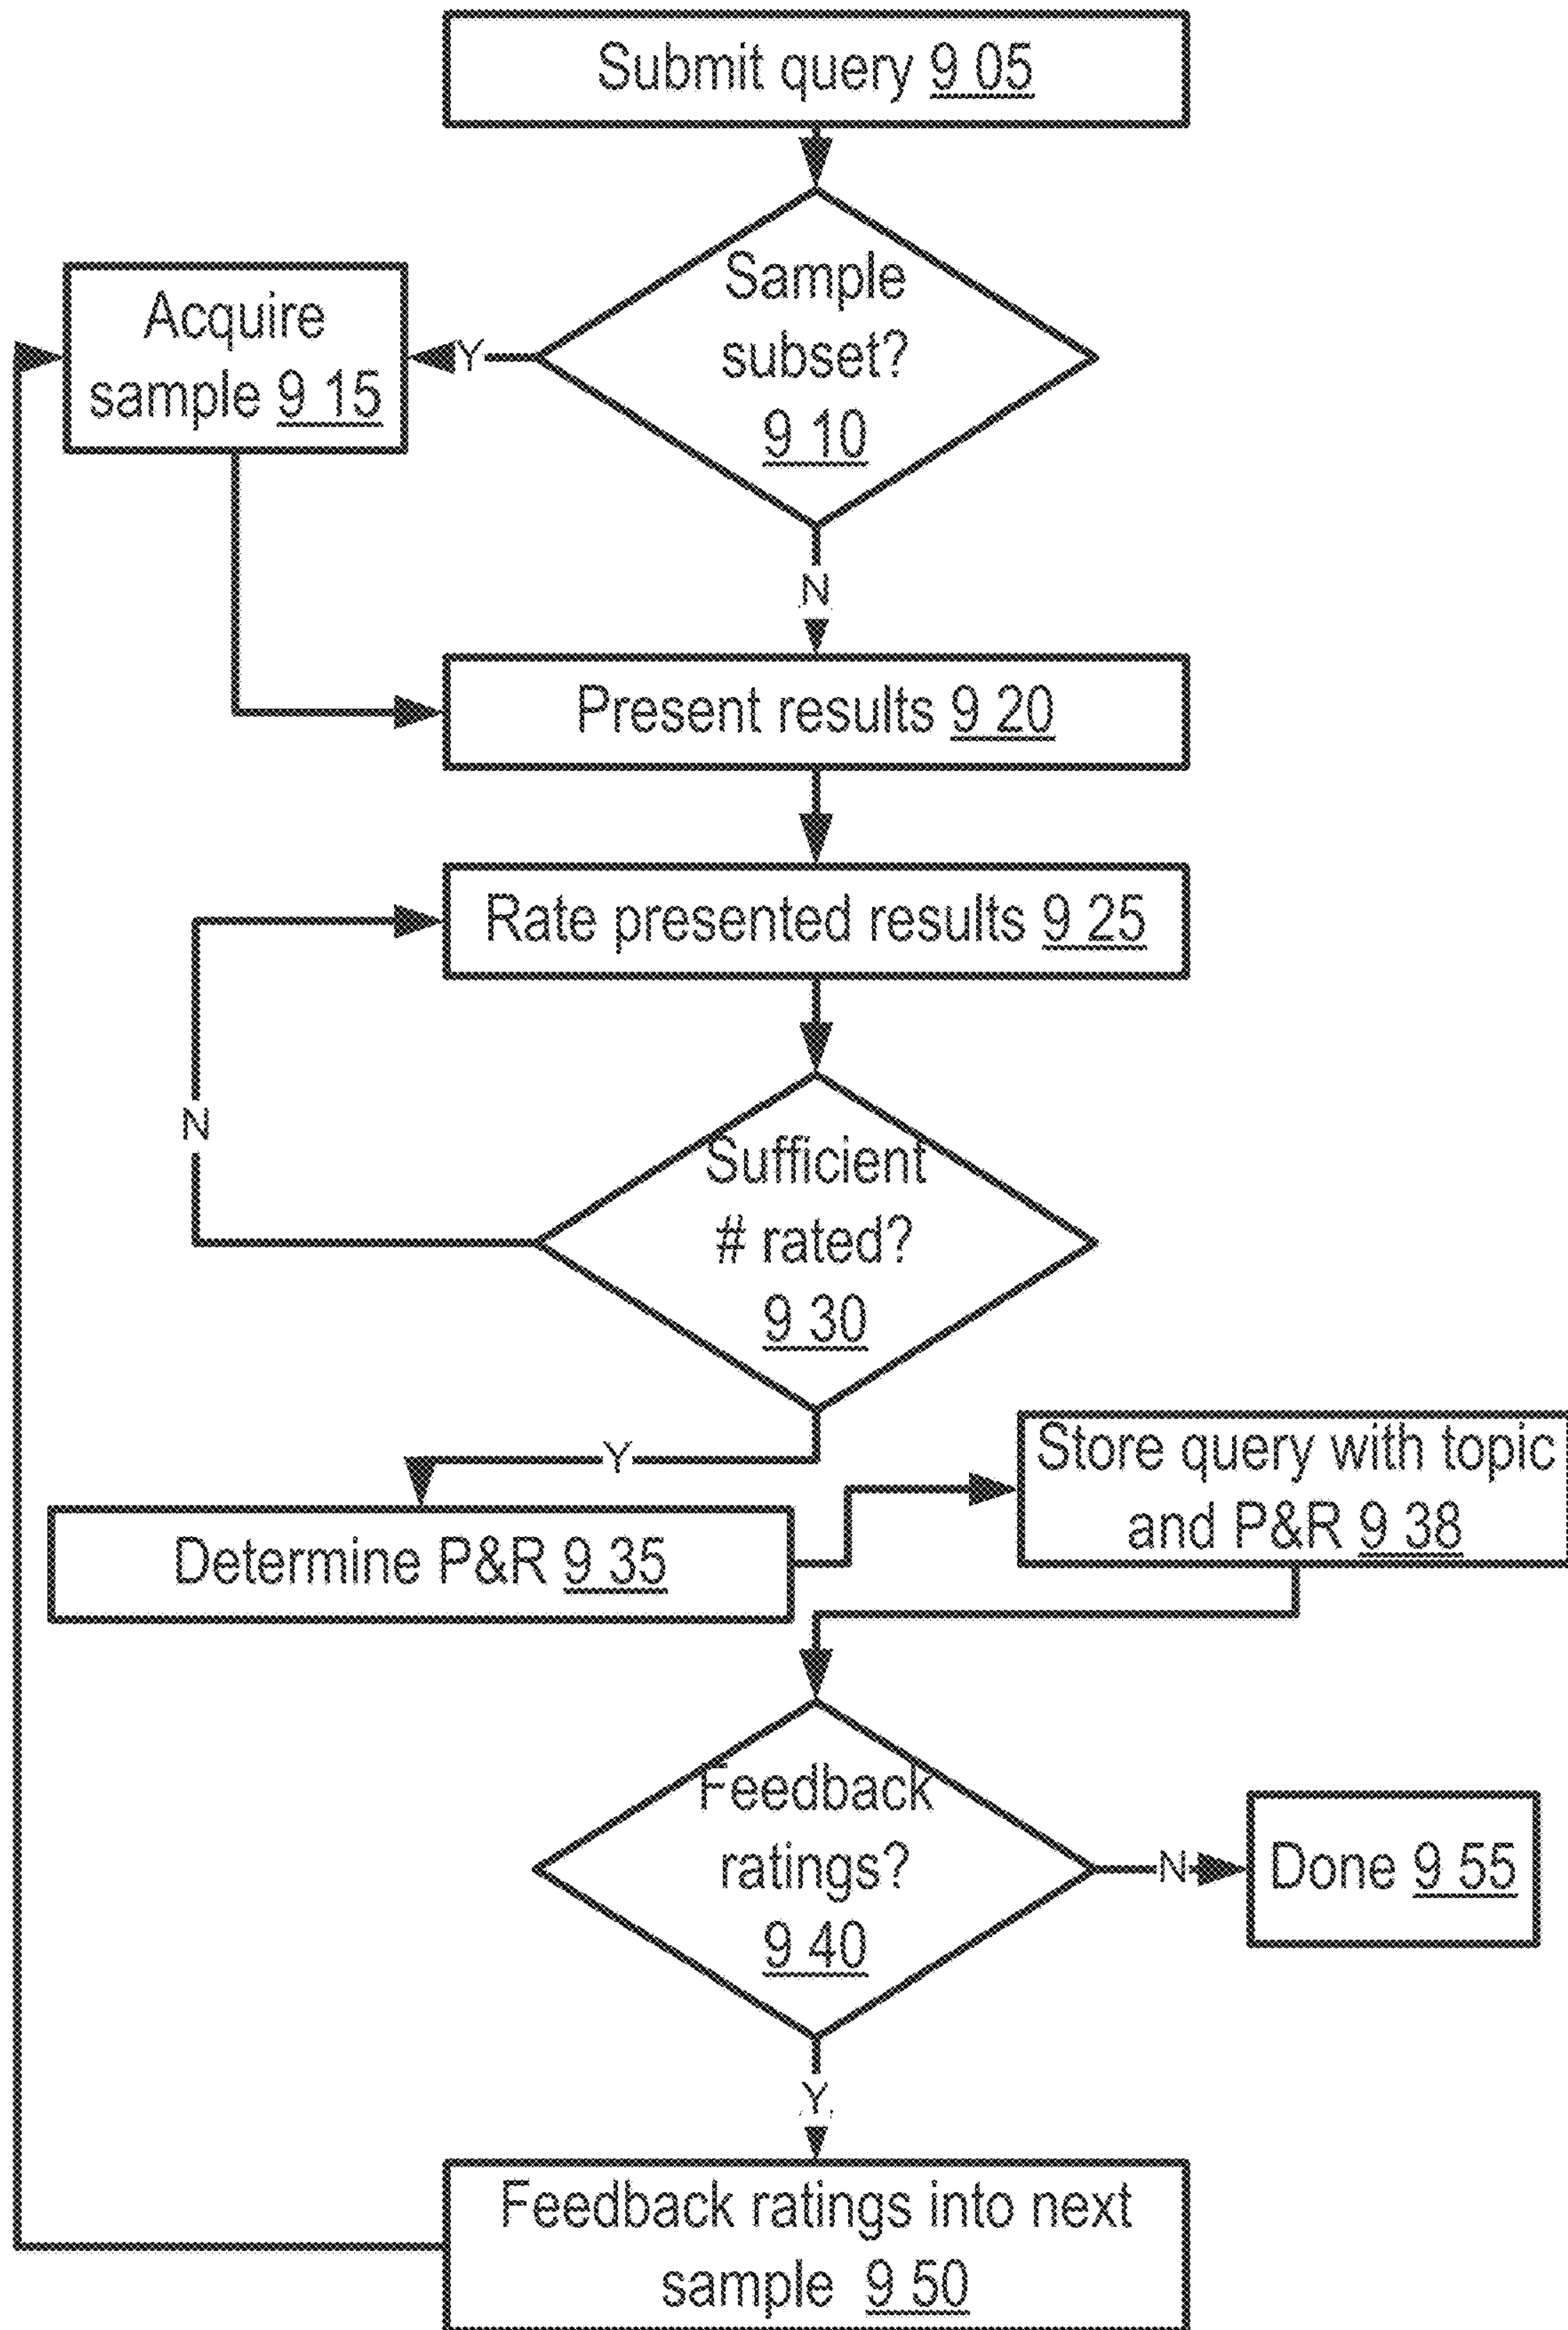 Submit query 9 05
Sample
subset?
9 10
Y
Acquire
sample 9 15
N
Present results 9 20
Rate presented results 9 25
N
Sufficient
# rated?
9 30
Y
Store query with topic
and P&R 9 38
Determine P&R 9 35
Feedback
ratings?
9 40
N
Done 9 55
Y
Feedback ratings into next
sample 9 50